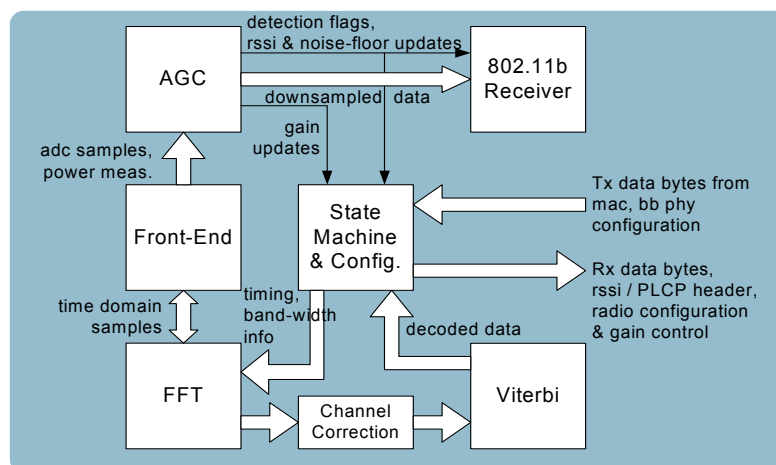 detection flags,
rssi & noise-floor updates
AGC
802.11b
Receiver
downsampled data
gain
updates
adc samples,
power meas.
Front-End
State
Machine
& Config.
Tx data bytes from
mac, bb phy
configuration
Rx data bytes,
rssi / PLCP header,
radio configuration
& gain control
time domain
samples
timing,
band-width
info
decoded data
FFT
Channel
Correction
Viterbi